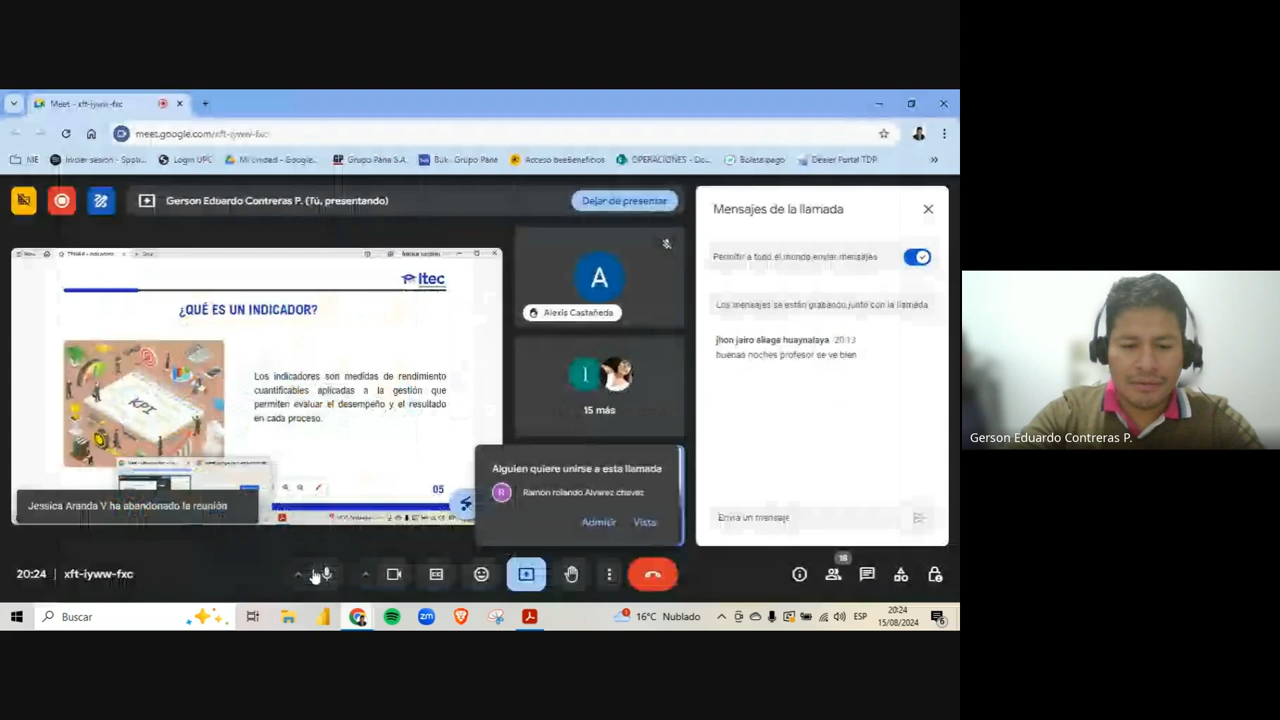 Meet - xft-iyww-fxc
meet.google.com/xft-iyww-fxc
ME
Iniciar sesión - Spoti...
Login UPC
Mi unidad - Google...
Grupo Pana S.A.
Buk - Grupo Pana
Acceso beeBeneficios
OPERACIONES - Do...
Boletaspago
Dealer Portal TDP
Gerson Eduardo Contreras P. (Tú, presentando)
Dejar de presentar
Itec
¿QUÉ ES UN INDICADOR?
KPI
Los indicadores son medidas de rendimiento
cuantificables aplicadas a la gestión que
permiten evaluar el desempeño y el resultado
en cada proceso.
05
Jessica Aranda V ha abandonado la reunión
A
Alexis Castañeda
I
15 más
Alguien quiere unirse a esta llamada
R
Ramon rolando Alvarez chavez
Admitir
Vista
Mensajes de la llamada
Permitir a todo el mundo enviar mensajes
Los mensajes se están grabando junto con la llamada
jhon jairo aliaga huaynalaya 20:13
buenas noches profesor se ve bien
Envía un mensaje
20:24 | xft-iyww-fxc
18
Buscar
zm
16°C Nublado
ESP
20:24
15/08/2024
6
Gerson Eduardo Contreras P.